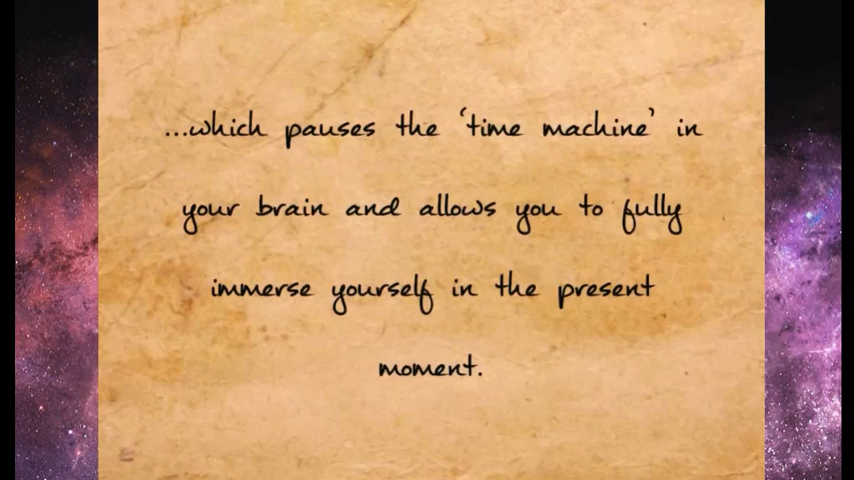 ...which pauses the ‘time machine’ in
your brain and allows you to fully
immerse yourself in the present
moment.